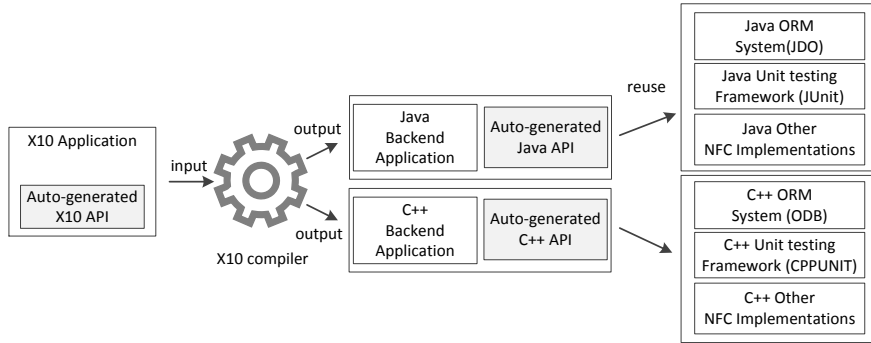 X10 Application
Auto-generated
X10 API
input
X10 compiler
output
output
Java
Backend
Application
Auto-generated
Java API
C++
Backend
Application
Auto-generated
C++ API
reuse
Java ORM
System(JDO)
Java Unit testing
Framework (JUnit)
Java Other
NFC Implementations
C++ ORM
System (ODB)
C++ Unit testing
Framework (CPPUNIT)
C++ Other
NFC Implementations